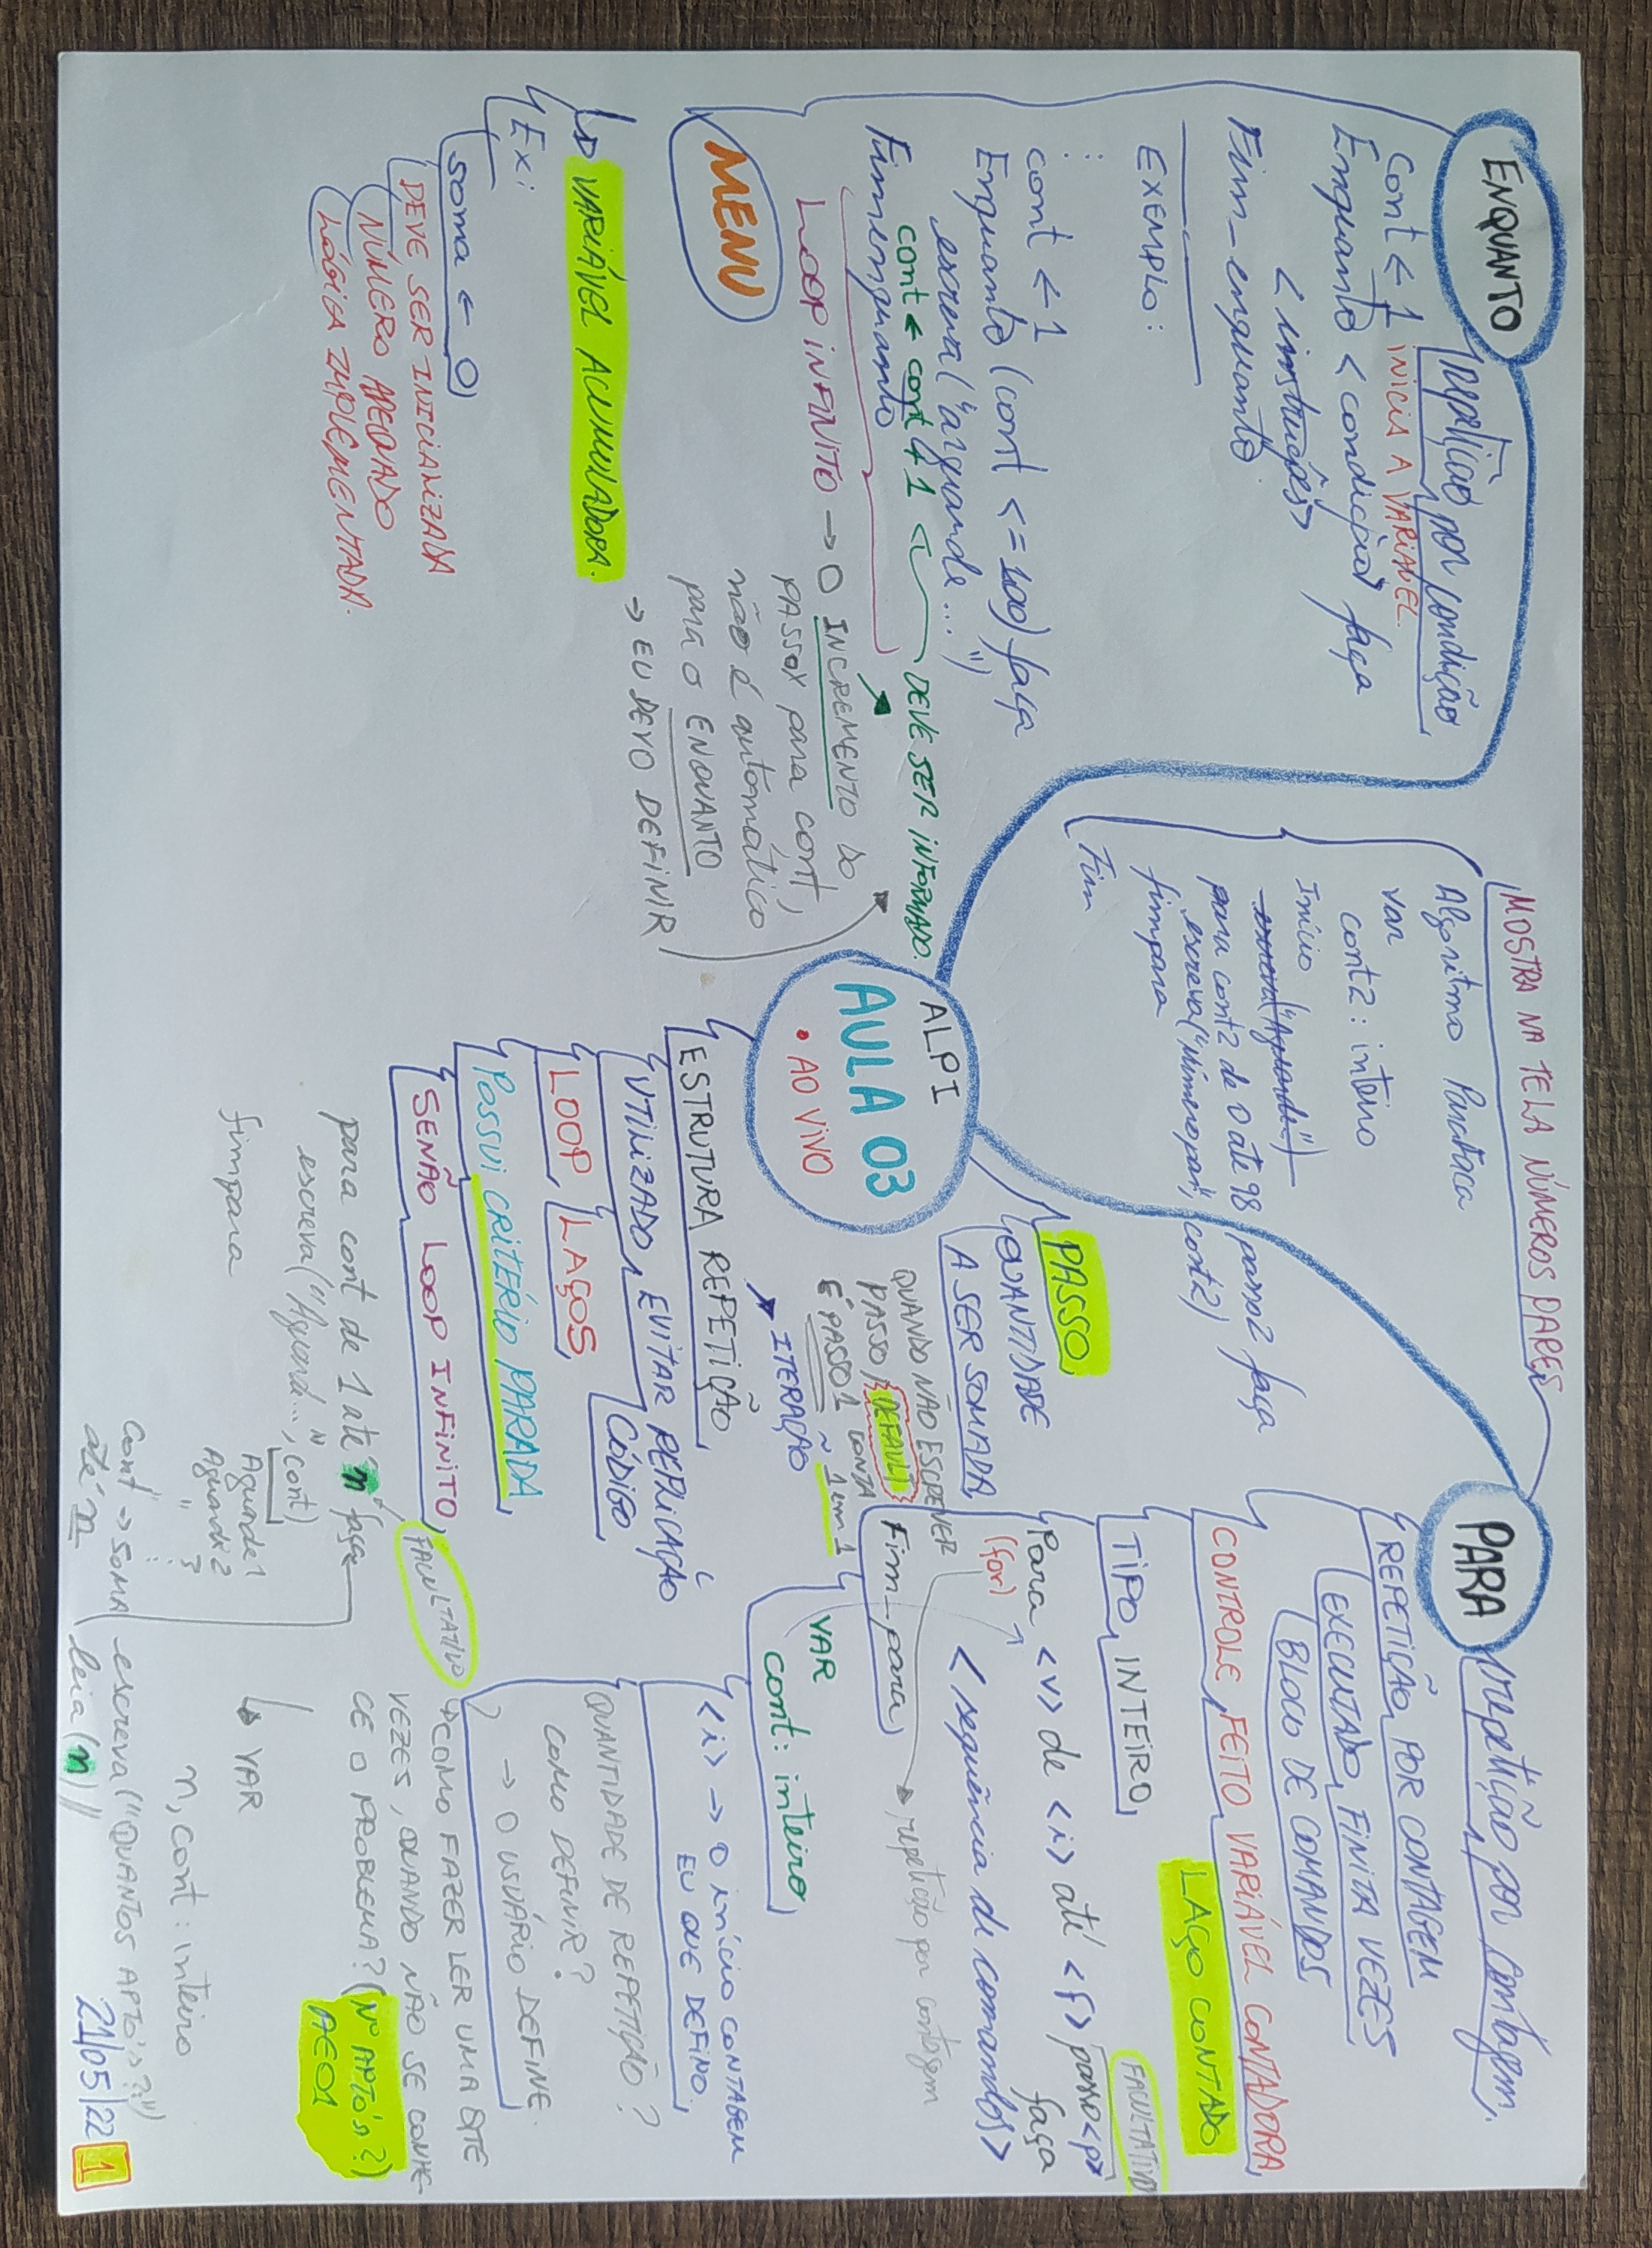 ENQUANTO
repetição por condição
Cont ← 1 INICIA A VARIÁVEL.
Enquanto <condição> faça
<instruções>
Fim_enquanto
EXEMPLO:
:
:
cont ← 1
Enquanto (cont <= 100) faça
escreva("arguarde...")
cont ← cont + 1 ← DEVE SER INFORMADO.
Fimenquanto
LOOP INFINITO → O INCREMENTO DO
PASSOX para cont,
não é automático
para o ENQUANTO
→ EU DEVO DEFINIR
MENU
VARIÁVEL ACUMULADORA.
Ex:
soma ← 0
DEVE SER INICIALIZADA
NÚMERO ADEQUADO
LÓGICA IMPLEMENTADA.
MOSTRA NA TELA NÚMEROS PARES
Algoritmo ParaFaca
var
cont2 : inteiro
Início
escreva("Aguarde")
para cont2 de 0 até 98 passo2 faça
escreva("Número par", cont2)
fimpara
Fim
PASSO
QUANTIDADE
A SER SOMADA
QUANDO NÃO ESCREVER
PASSO, DEFAULT
É PASSO 1 CONTA
1 em 1
ALPI
AULA 03
• AO VIVO
ITERAÇÃO
ESTRUTURA REPETIÇÃO
UTILIZADO EVITAR REPLICAÇÃO
CÓDIGO
LOOP LAÇOS
POSSUI CRITÉRIO PARADA
SENÃO LOOP INFINITO
FACULTATIVO
para cont de 1 até n faça
escreva("Aguarde...", cont)
fimpara
Aguarde 1
Aguarde 2
" 3
" :
Cont → SOMA
até n
PARA
repetição por contagem
REPETIÇÃO POR CONTAGEM
EXECUTADO FINITA VEZES
BLOCO DE COMANDOS
CONTROLE FEITO VARIÁVEL CONTADORA
LAÇO CONTADO
TIPO INTEIRO
FACULTATIVO
Para <v> de <i> até <f> passo <p>
faça
(for)
<sequência de comandos>
repetição por contagem
Fim_para
VAR
cont: inteiro
<i> → O início CONTAGEM
EU QUE DEFINO.
QUANTIDADE DE REPETIÇÃO?
COMO DEFINIR?
→ O USUÁRIO DEFINE
COMO FAZER LER UMA QTE
VEZES, QUANDO NÃO SE CONHE-
CE O PROBLEMA? (Nº APTO's?)
AE01
VAR
n, cont : inteiro
escreva("QUANTOS APTO's?:")
leia (n) //
21/05/22 1